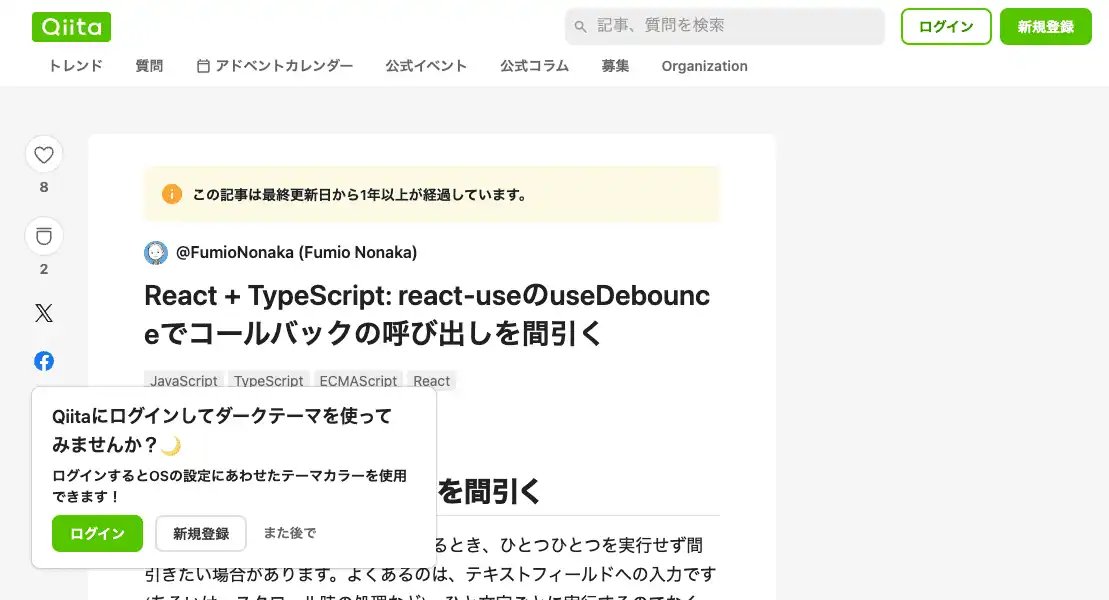 Qiita
記事、質問を検索
ログイン
新規登録
トレンド
質問
アドベントカレンダー
公式イベント
公式コラム
募集
Organization
8
2
この記事は最終更新日から1年以上が経過しています。
@FumioNonaka (Fumio Nonaka)
React + TypeScript: react-useのuseDebounc
eでコールバックの呼び出しを間引く
JavaScript TypeScript ECMAScript React
Qiitaにログインしてダークテーマを使って
みませんか？🌙
ログインするとOSの設定にあわせたテーマカラーを使用
できます！
ログイン
新規登録
また後で
を間引く
るとき、ひとつひとつを実行せず間
引きたい場合があります。よくあるのは、テキストフィールドへの入力です